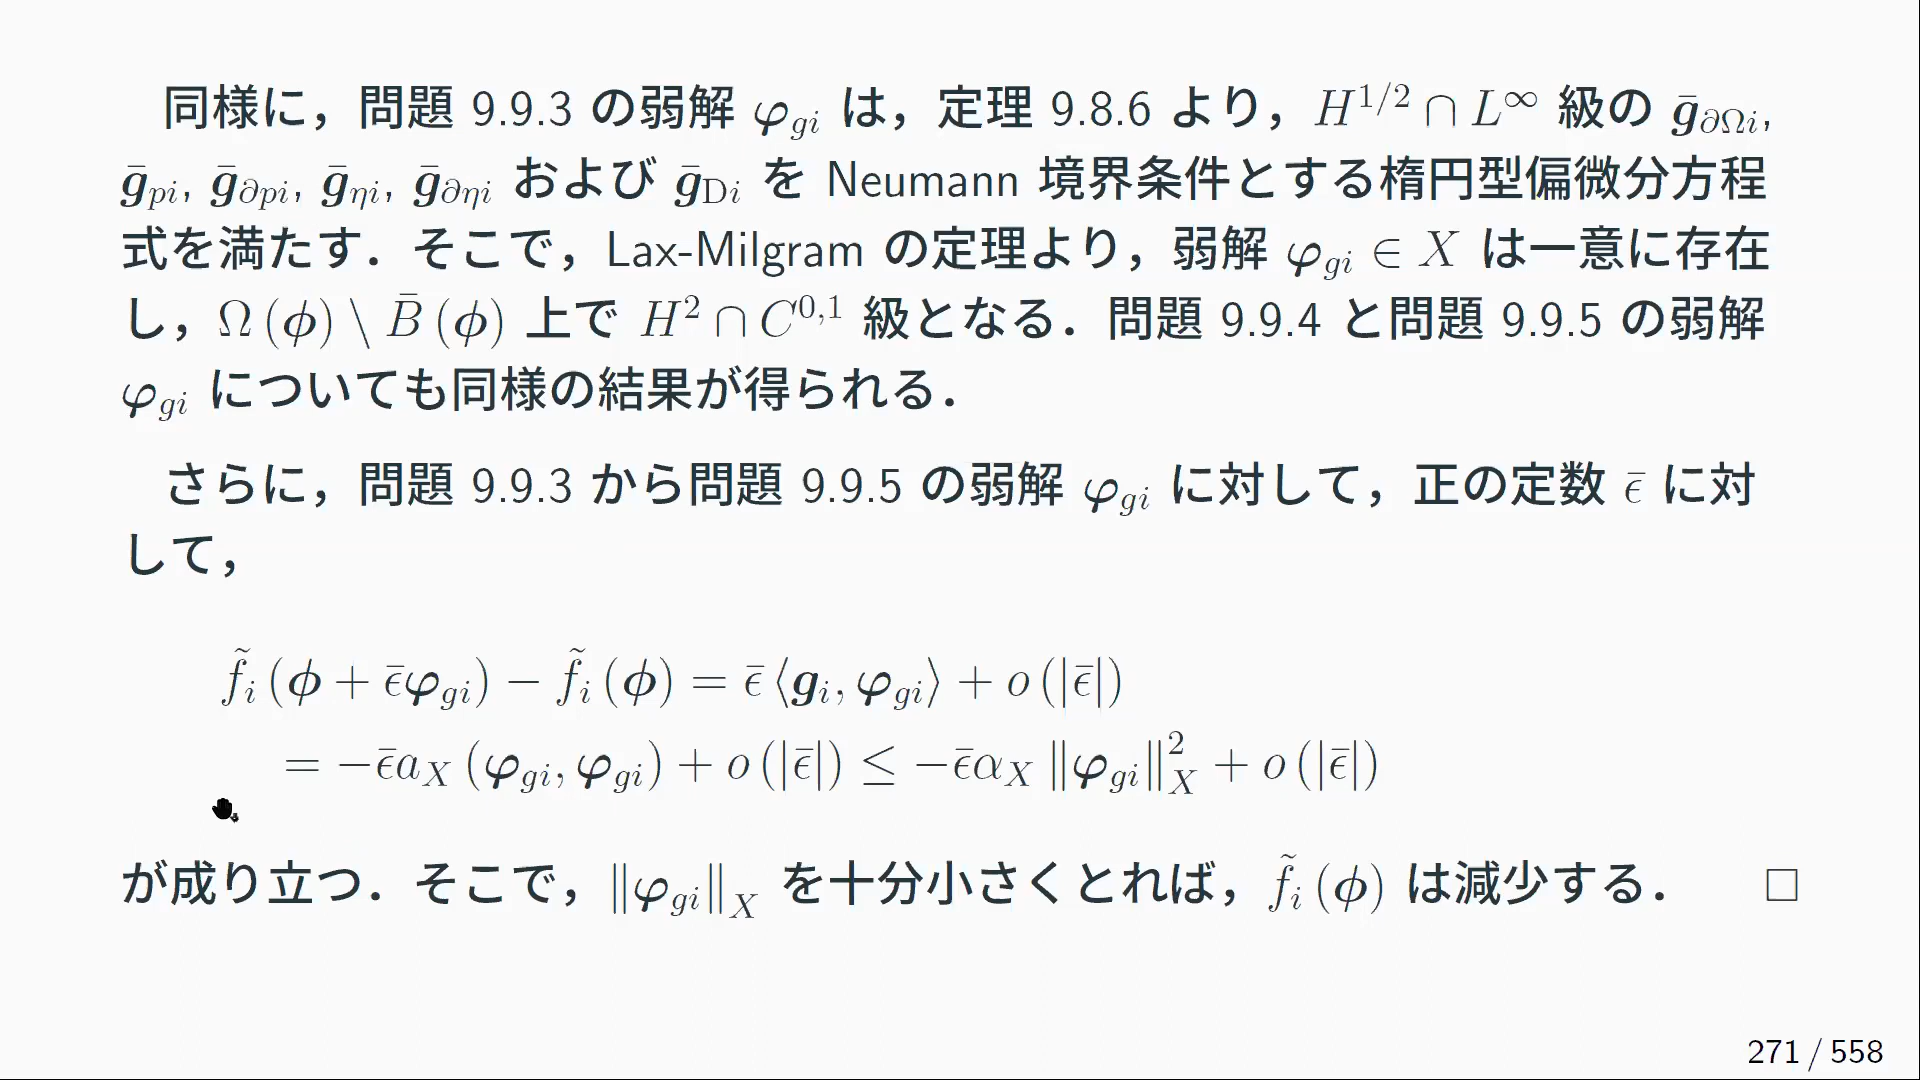 同様に，問題 9.9.3 の弱解 𝝋_{gi} は，定理 9.8.6 より，H^{1/2} ∩ L^∞ 級の ḡ_{∂Ωi},
ḡ_{pi}, ḡ_{∂pi}, ḡ_{ηi}, ḡ_{∂ηi} および ḡ_{Di} を Neumann 境界条件とする楕円型偏微分方程
式を満たす．そこで，Lax-Milgram の定理より，弱解 𝝋_{gi} ∈ X は一意に存在
し，Ω (𝝓) \ B̄ (𝝓) 上で H^2 ∩ C^{0,1} 級となる．問題 9.9.4 と問題 9.9.5 の弱解
𝝋_{gi} についても同様の結果が得られる．
さらに，問題 9.9.3 から問題 9.9.5 の弱解 𝝋_{gi} に対して，正の定数 ϵ̄ に対
して，
f̃_i (𝝓 + ϵ̄𝝋_{gi}) − f̃_i (𝝓) = ϵ̄ ⟨𝒈_i, 𝝋_{gi}⟩ + o (|ϵ̄|)
= −ϵ̄a_X (𝝋_{gi}, 𝝋_{gi}) + o (|ϵ̄|) ≤ −ϵ̄α_X ‖𝝋_{gi}‖_X^2 + o (|ϵ̄|)
が成り立つ．そこで，‖𝝋_{gi}‖_X を十分小さくとれば，f̃_i (𝝓) は減少する． □
271 / 558